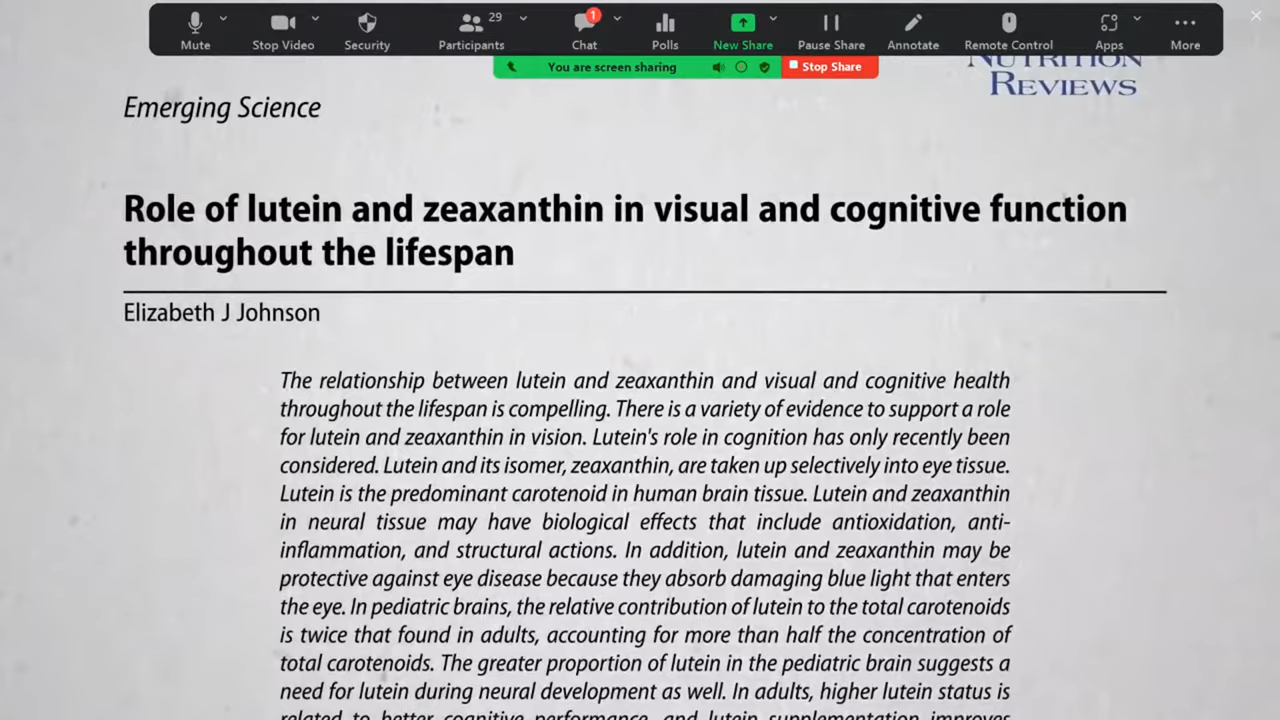 29
1
Mute
Stop Video
Security
Participants
Chat
Polls
New Share
Pause Share
Annotate
Remote Control
Apps
More
You are screen sharing
Stop Share
NUTRITION
REVIEWS
Emerging Science
Role of lutein and zeaxanthin in visual and cognitive function
throughout the lifespan
Elizabeth J Johnson
The relationship between lutein and zeaxanthin and visual and cognitive health
throughout the lifespan is compelling. There is a variety of evidence to support a role
for lutein and zeaxanthin in vision. Lutein's role in cognition has only recently been
considered. Lutein and its isomer, zeaxanthin, are taken up selectively into eye tissue.
Lutein is the predominant carotenoid in human brain tissue. Lutein and zeaxanthin
in neural tissue may have biological effects that include antioxidation, anti-
inflammation, and structural actions. In addition, lutein and zeaxanthin may be
protective against eye disease because they absorb damaging blue light that enters
the eye. In pediatric brains, the relative contribution of lutein to the total carotenoids
is twice that found in adults, accounting for more than half the concentration of
total carotenoids. The greater proportion of lutein in the pediatric brain suggests a
need for lutein during neural development as well. In adults, higher lutein status is
related to better cognitive performance, and lutein supplementation improves